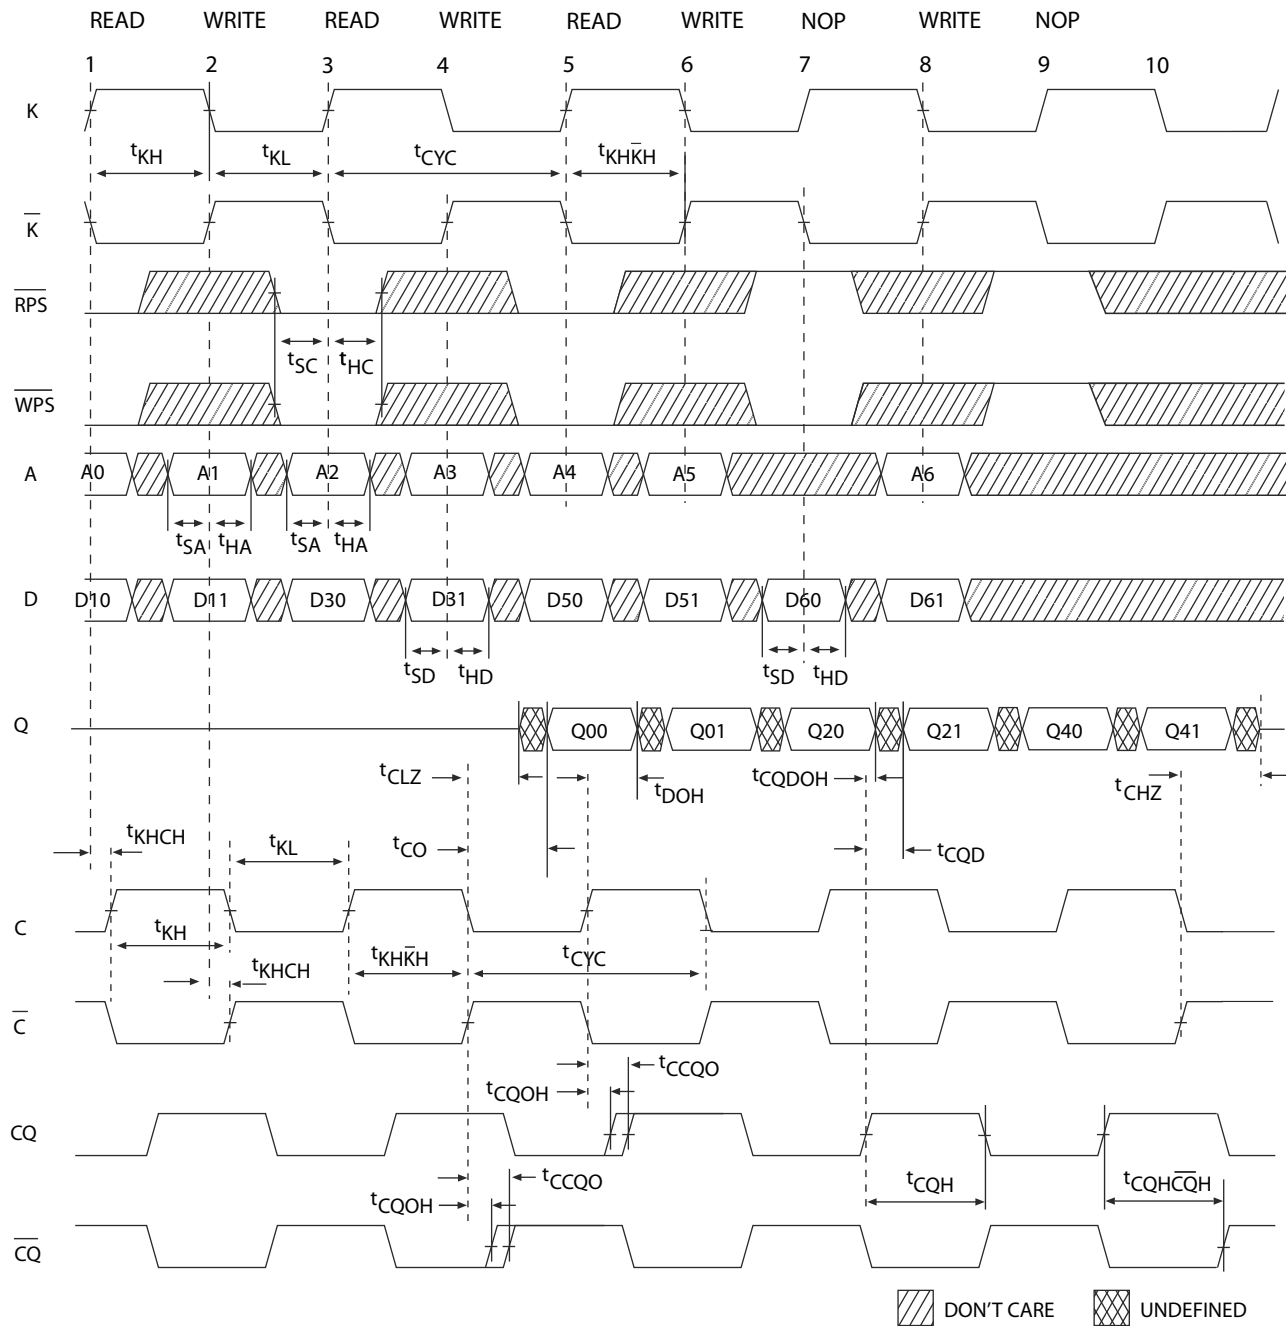 READ WRITE READ WRITE READ WRITE NOP WRITE NOP
1 2 3 4 5 6 7 8 9 10
K
tKH tKL tCYC tKHK̅H
K̅
R̅P̅S̅
tSC tHC
W̅P̅S̅
A A0 A1 A2 A3 A4 A5 A6
tSA tHA tSA tHA
D D10 D11 D30 D31 D50 D51 D60 D61
tSD tHD tSD tHD
Q Q00 Q01 Q20 Q21 Q40 Q41
tCLZ tDOH tCQDOH tCHZ
tKHCH tKL tCO tCQD
C
tKH tKHK̅H tCYC
tKHCH
C̅
tCCQO
tCQOH
CQ
tCCQO tCQH tCQHC̅Q̅H
tCQOH
C̅Q̅
DON'T CARE UNDEFINED